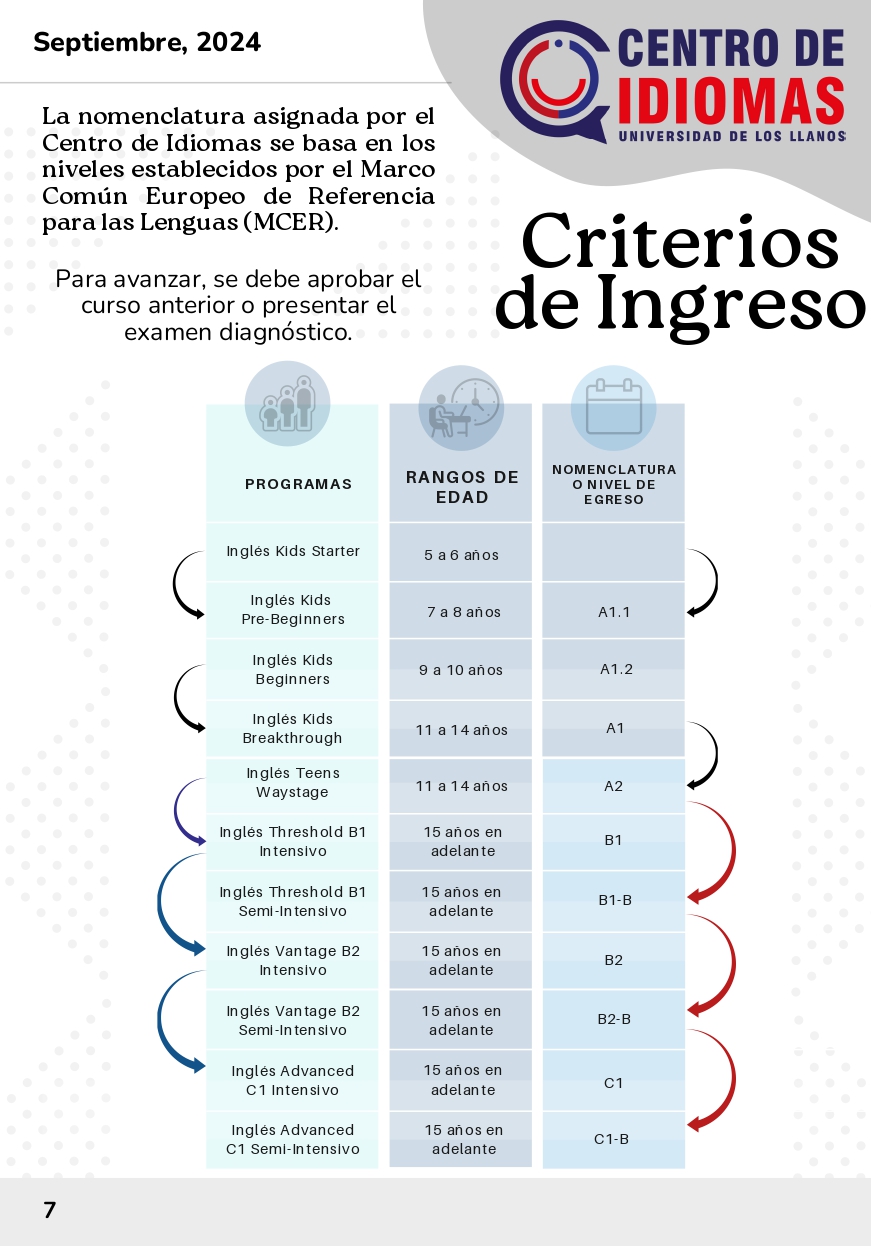 Septiembre, 2024
CENTRO DE
IDIOMAS
UNIVERSIDAD DE LOS LLANOS
La nomenclatura asignada por el
Centro de Idiomas se basa en los
niveles establecidos por el Marco
Común Europeo de Referencia
para las Lenguas (MCER).
Para avanzar, se debe aprobar el
curso anterior o presentar el
examen diagnóstico.
Criterios
de Ingreso
PROGRAMAS
RANGOS DE
EDAD
NOMENCLATURA
O NIVEL DE
EGRESO
Inglés Kids Starter
5 a 6 años
Inglés Kids
Pre-Beginners
7 a 8 años
A1.1
Inglés Kids
Beginners
9 a 10 años
A1.2
Inglés Kids
Breakthrough
11 a 14 años
A1
Inglés Teens
Waystage
11 a 14 años
A2
Inglés Threshold B1
Intensivo
15 años en
adelante
B1
Inglés Threshold B1
Semi-Intensivo
15 años en
adelante
B1-B
Inglés Vantage B2
Intensivo
15 años en
adelante
B2
Inglés Vantage B2
Semi-Intensivo
15 años en
adelante
B2-B
Inglés Advanced
C1 Intensivo
15 años en
adelante
C1
Inglés Advanced
C1 Semi-Intensivo
15 años en
adelante
C1-B
7